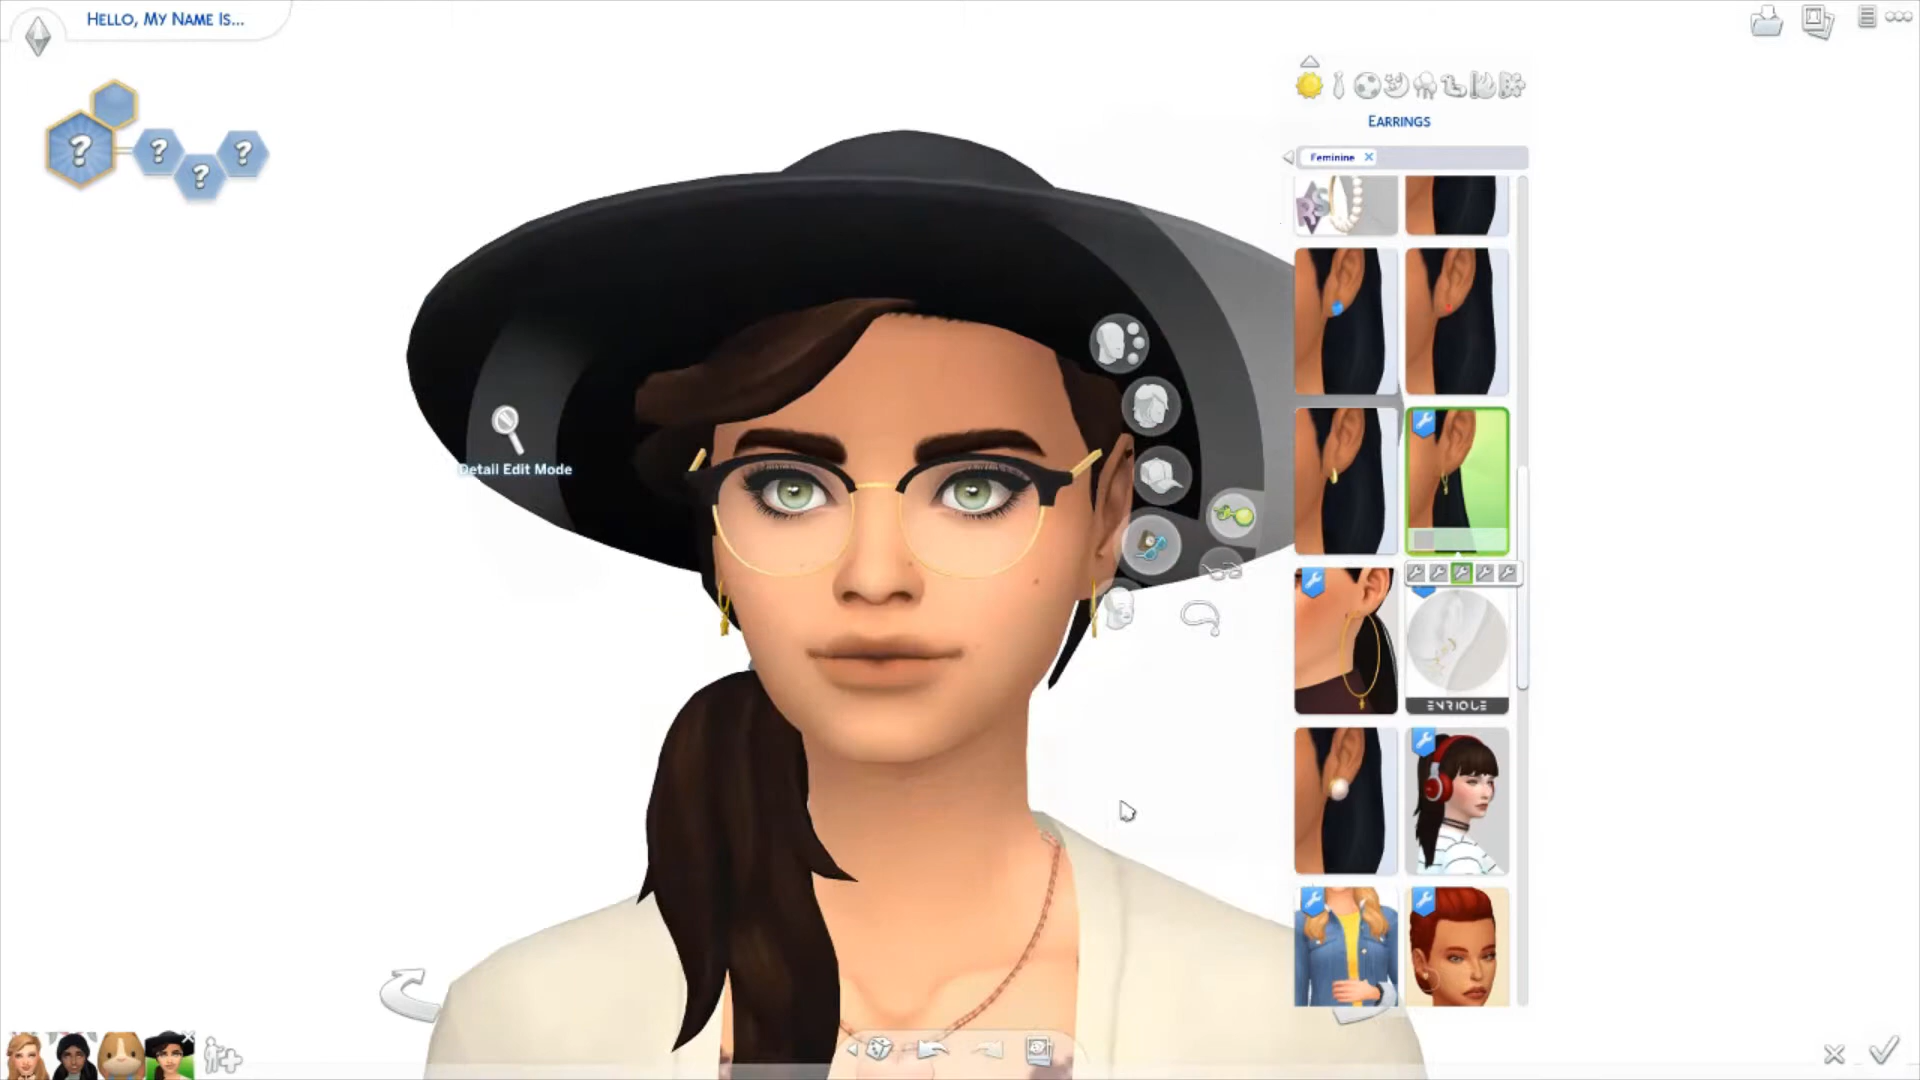 Hello, My Name Is...
Earrings
Feminine
Detail Edit Mode
ENRIQUE